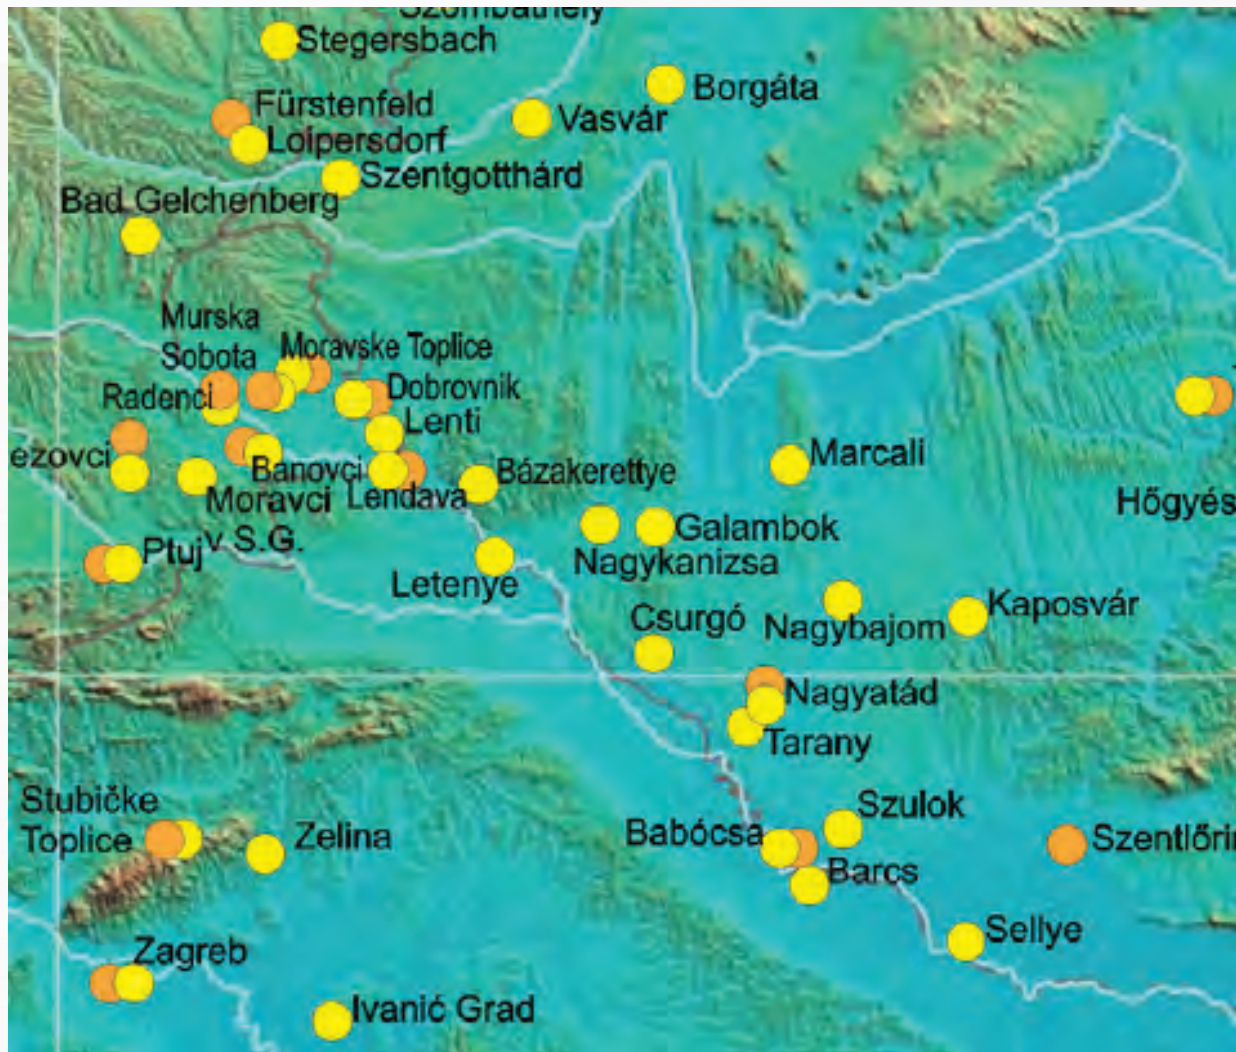 Szombathely
Stegersbach
Borgáta
Fürstenfeld
Vasvár
Loipersdorf
Szentgotthárd
Bad Gelchenberg
Murska
Sobota
Moravske Toplice
Radenci
Dobrovnik
Lenti
ezovci
Banovci
Marcali
Lendava
Bázakerettye
Moravci
v S.G.
Hőgyés
Galambok
Nagykanizsa
Ptuj
Letenye
Csurgó
Nagybajom
Kaposvár
Nagyatád
Tarany
Stubičke
Toplice
Zelina
Szulok
Babócsa
Szentlőri
Barcs
Sellye
Zagreb
Ivanić Grad